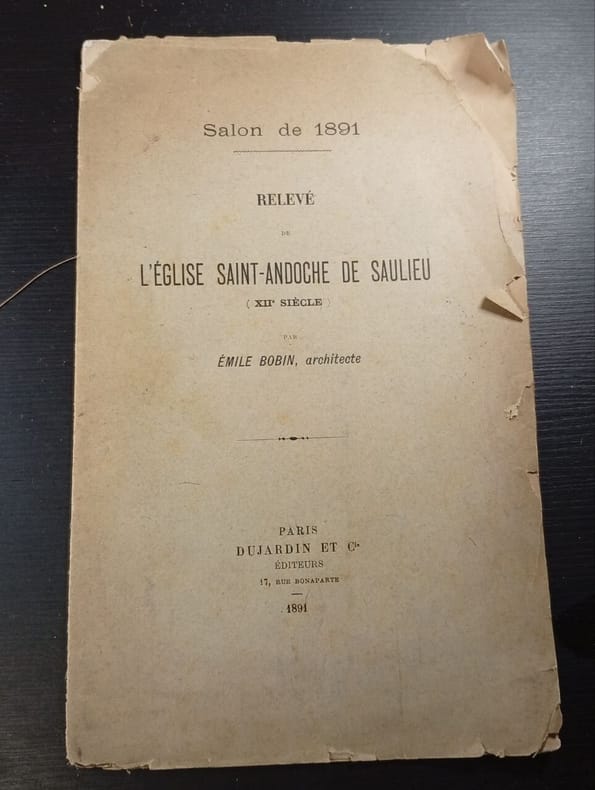 Salon de 1891
RELEVÉ
DE
L'ÉGLISE SAINT-ANDOCHE DE SAULIEU
( XIIᵉ SIÈCLE )
PAR
ÉMILE BOBIN, architecte
PARIS
DUJARDIN ET Cⁱᵉ
ÉDITEURS
17, RUE BONAPARTE
1891